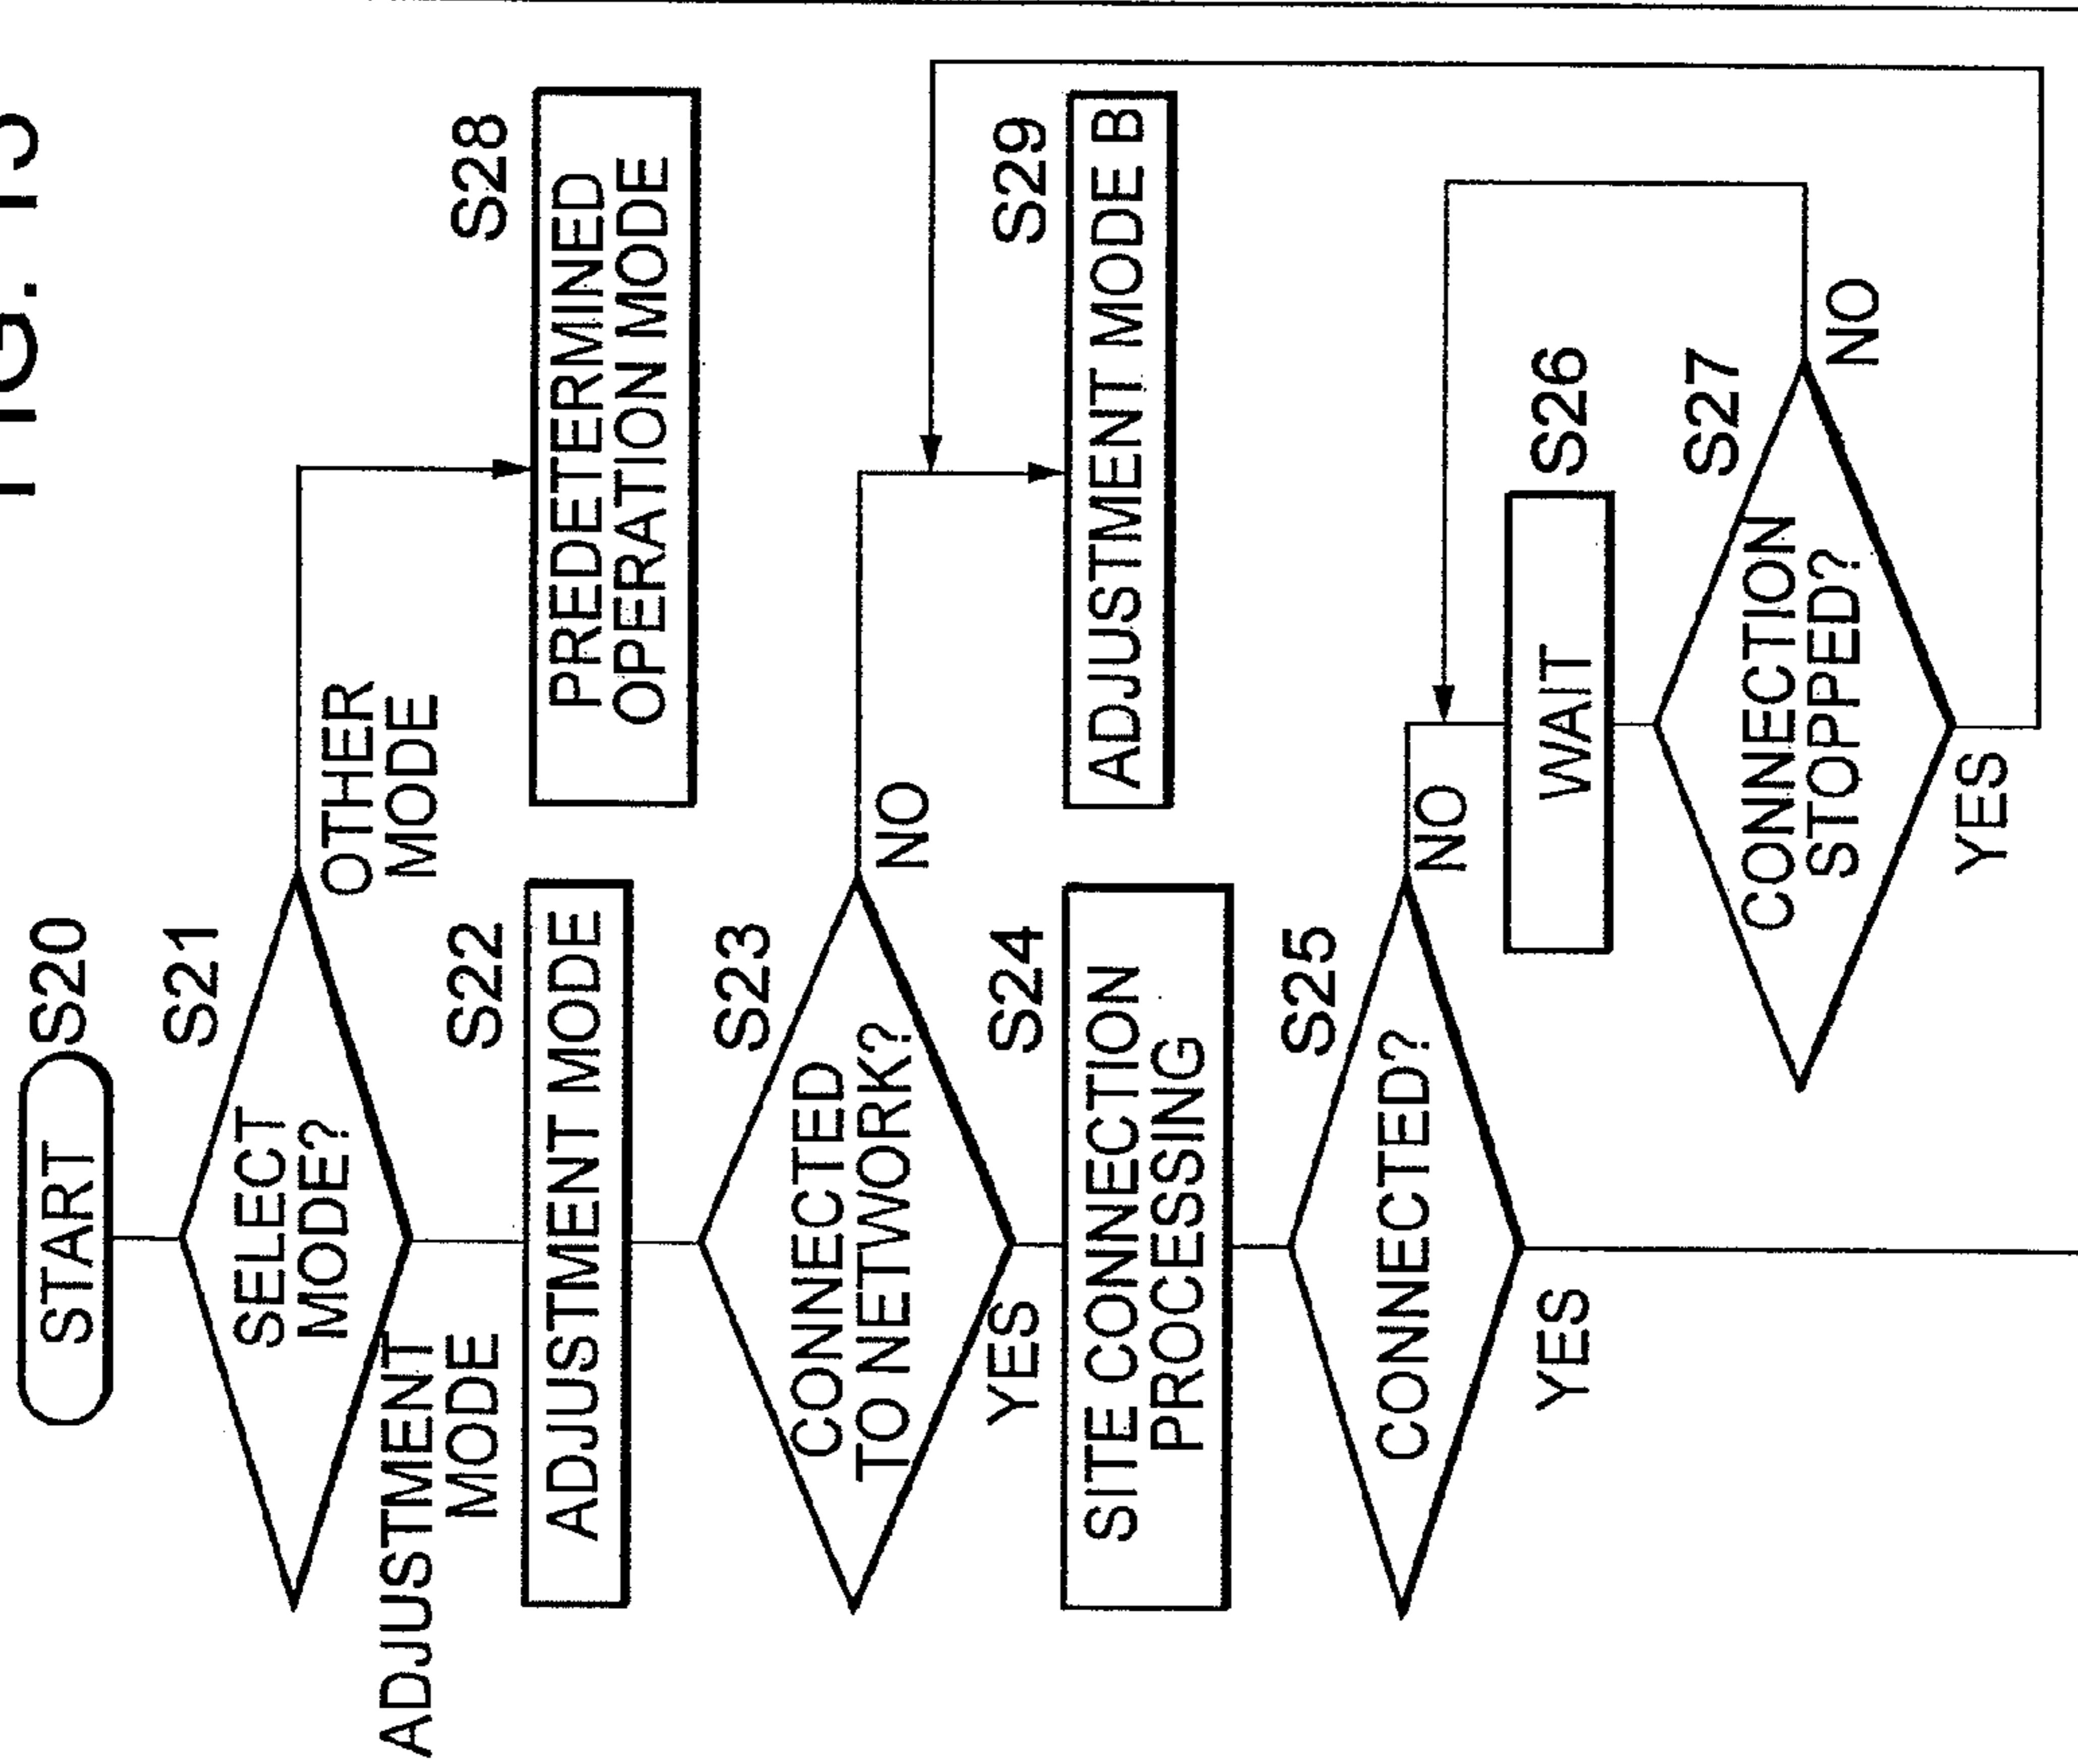 START
S20
SELECT
MODE?
S21
OTHER
MODE
ADJUSTMENT
MODE
ADJUSTMENT MODE
S22
PREDETERMINED
OPERATION MODE
S28
CONNECTED
TO NETWORK?
S23
NO
YES
SITE CONNECTION
PROCESSING
S24
ADJUSTMENT MODE B
S29
CONNECTED?
S25
NO
YES
WAIT
S26
CONNECTION
STOPPED?
S27
NO
YES